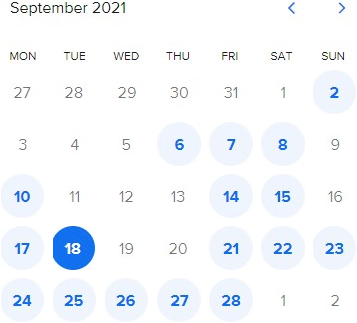 September 2021
MON TUE WED THU FRI SAT SUN
27 28 29 30 31 1 2
3 4 5 6 7 8 9
10 11 12 13 14 15 16
17 18 19 20 21 22 23
24 25 26 27 28 1 2